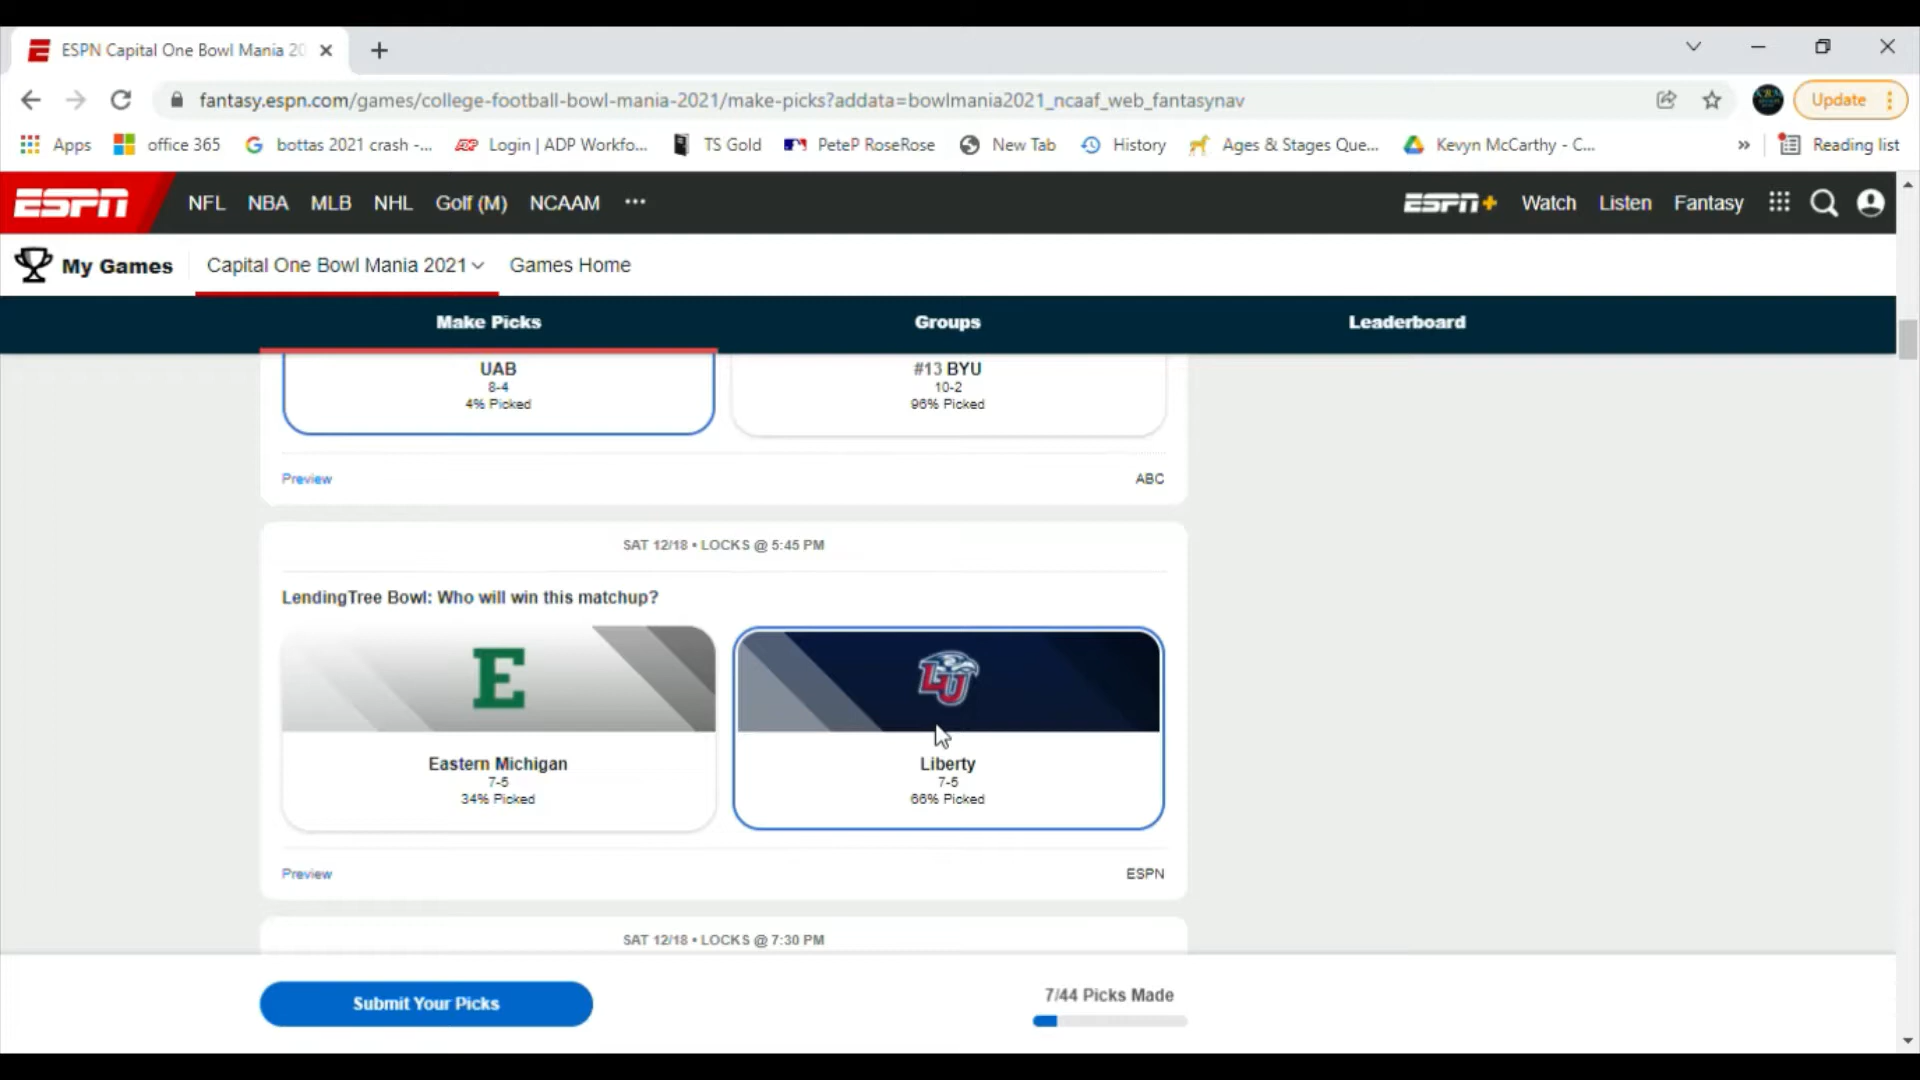 ESPN Capital One Bowl Mania 20
fantasy.espn.com/games/college-football-bowl-mania-2021/make-picks?addata=bowlmania2021_ncaaf_web_fantasynav
Update
Apps office 365 bottas 2021 crash -... Login | ADP Workfo... TS Gold PeteP RoseRose New Tab History Ages & Stages Que... Kevyn McCarthy - C... » Reading list
ESPN NFL NBA MLB NHL Golf (M) NCAAM ESPN+ Watch Listen Fantasy
My Games Capital One Bowl Mania 2021 Games Home
Make Picks Groups Leaderboard
UAB #13 BYU
8-4 10-2
4% Picked 96% Picked
Preview ABC
SAT 12/18 • LOCKS @ 5:45 PM
LendingTree Bowl: Who will win this matchup?
E LU
Eastern Michigan Liberty
7-5 7-5
34% Picked 66% Picked
Preview ESPN
SAT 12/18 • LOCKS @ 7:30 PM
Submit Your Picks 7/44 Picks Made